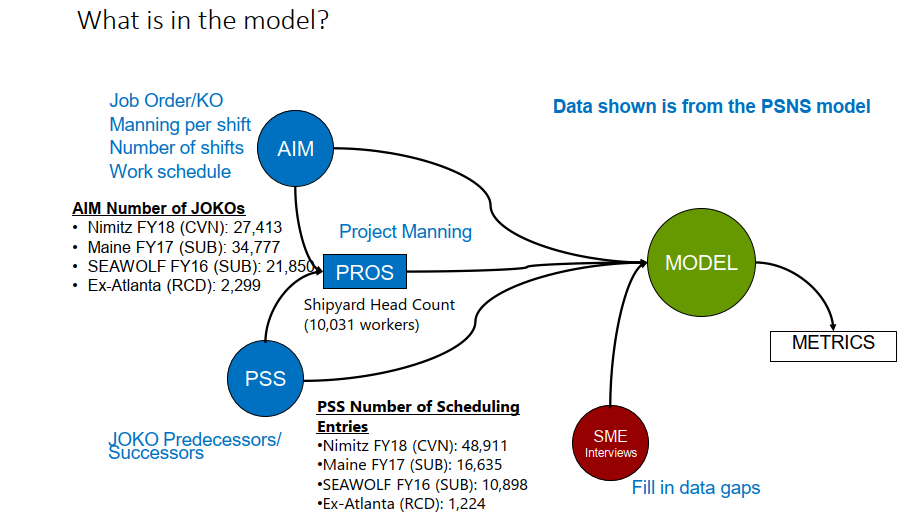 What is in the model?
Job Order/KO
Manning per shift
Number of shifts
Work schedule
AIM
Data shown is from the PSNS model
AIM Number of JOKOs
• Nimitz FY18 (CVN): 27,413
• Maine FY17 (SUB): 34,777
• SEAWOLF FY16 (SUB): 21,850
• Ex-Atlanta (RCD): 2,299
Project Manning
PROS
Shipyard Head Count
(10,031 workers)
MODEL
METRICS
PSS
JOKO Predecessors/
Successors
PSS Number of Scheduling
Entries
•Nimitz FY18 (CVN): 48,911
•Maine FY17 (SUB): 16,635
•SEAWOLF FY16 (SUB): 10,898
•Ex-Atlanta (RCD): 1,224
SME
Interviews
Fill in data gaps